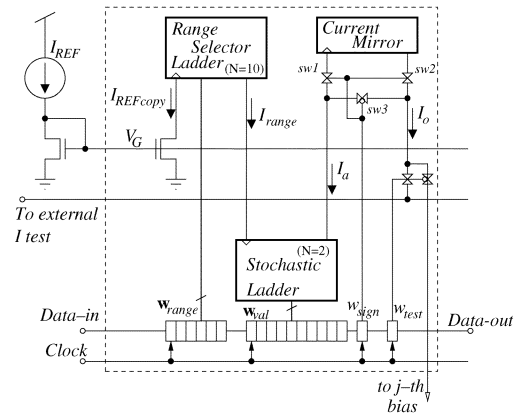 Range
Selector
Ladder (N=10)
Current
Mirror
I_REF
sw1
sw2
sw3
I_REFcopy
I_range
I_o
V_G
I_a
To external
I test
(N=2)
Stochastic
Ladder
w_range
w_val
w_sign
w_test
Data–in
Data-out
Clock
to j–th
bias